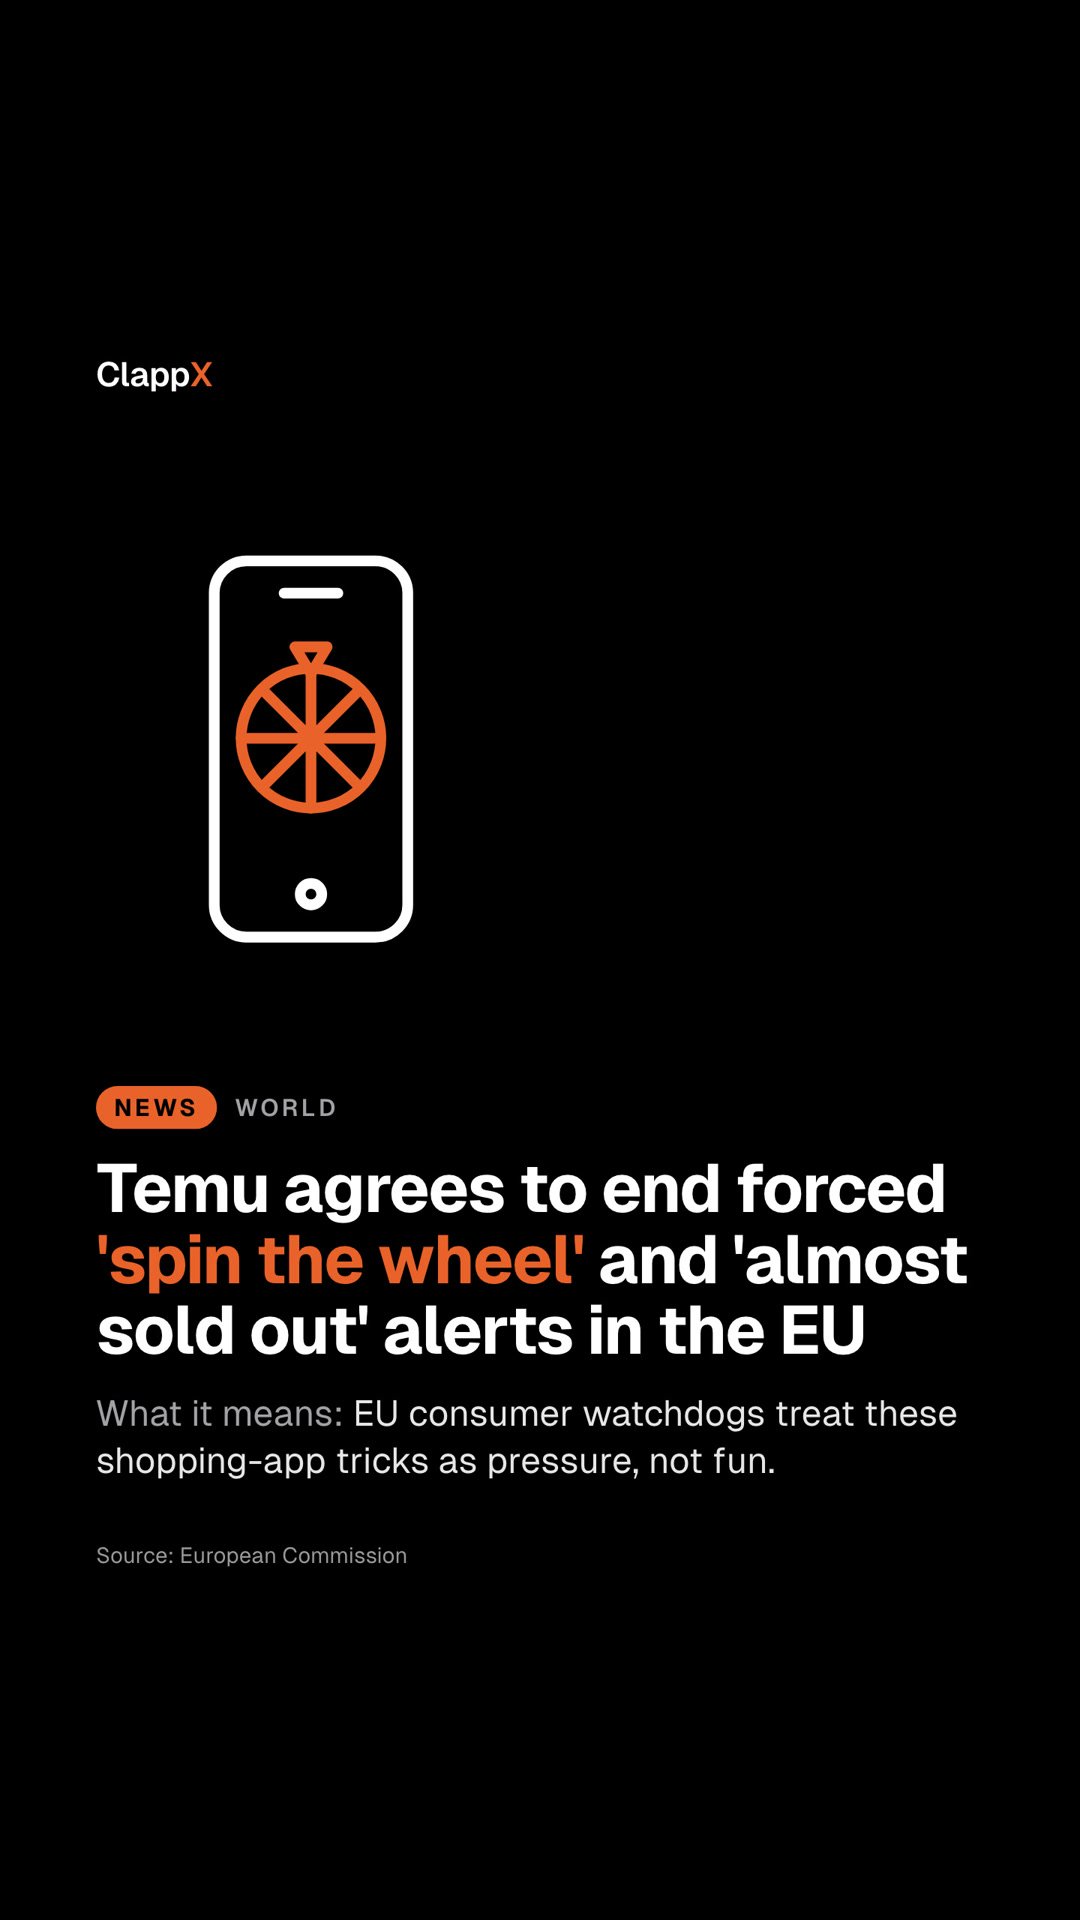 ClappX
NEWS WORLD
Temu agrees to end forced
'spin the wheel' and 'almost
sold out' alerts in the EU
What it means: EU consumer watchdogs treat these
shopping-app tricks as pressure, not fun.
Source: European Commission